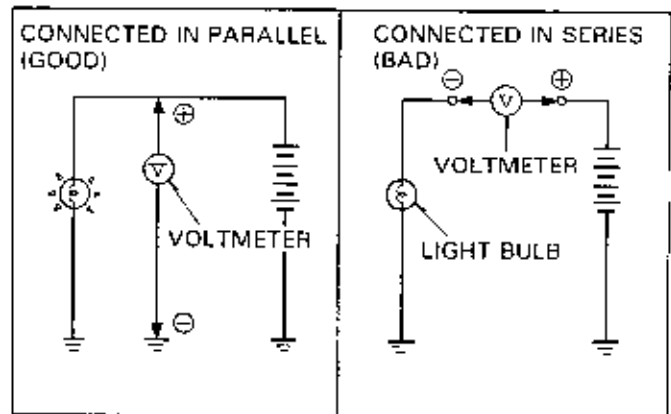 CONNECTED IN PARALLEL
(GOOD)
⊕
V
VOLTMETER
⊖
CONNECTED IN SERIES
(BAD)
⊖ V ⊕
VOLTMETER
LIGHT BULB